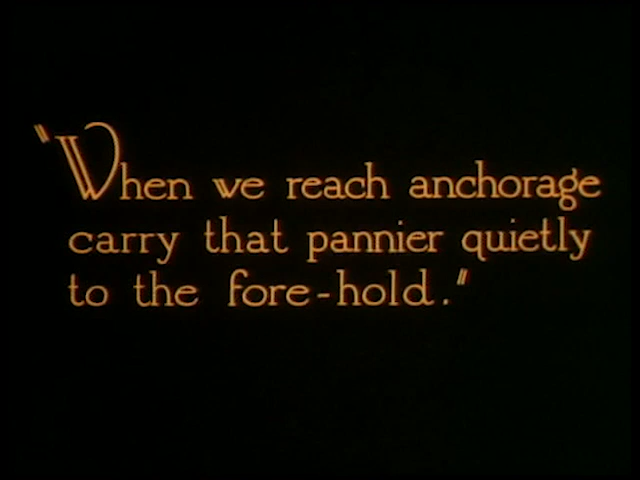 "When we reach anchorage
carry that pannier quietly
to the fore-hold."